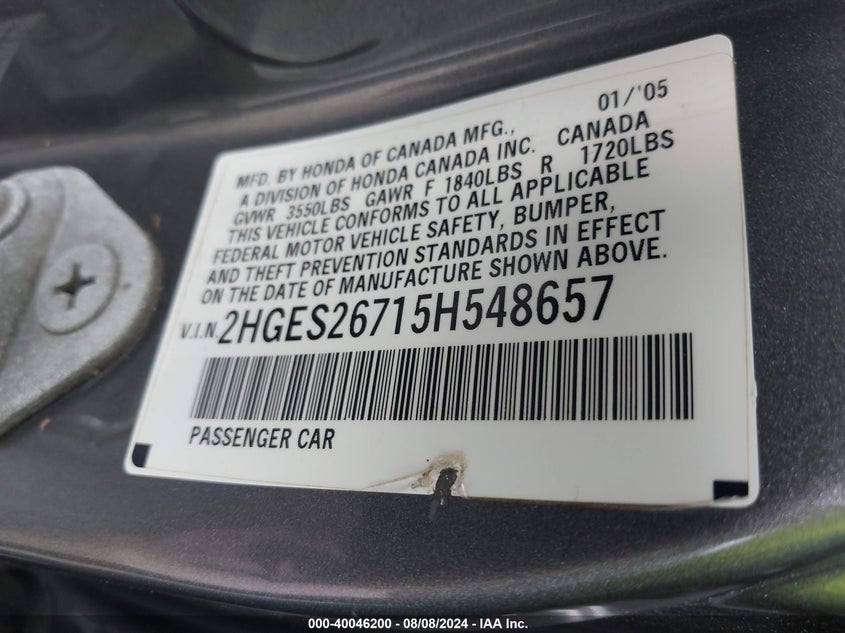 01/'05
MFD. BY HONDA OF CANADA MFG.,
A DIVISION OF HONDA CANADA INC. CANADA
GVWR 3550LBS GAWR F 1840LBS R 1720LBS
THIS VEHICLE CONFORMS TO ALL APPLICABLE
FEDERAL MOTOR VEHICLE SAFETY, BUMPER,
AND THEFT PREVENTION STANDARDS IN EFFECT
ON THE DATE OF MANUFACTURE SHOWN ABOVE.
V.I.N. 2HGES26715H548657
PASSENGER CAR
000-40046200 - 08/08/2024 - IAA Inc.